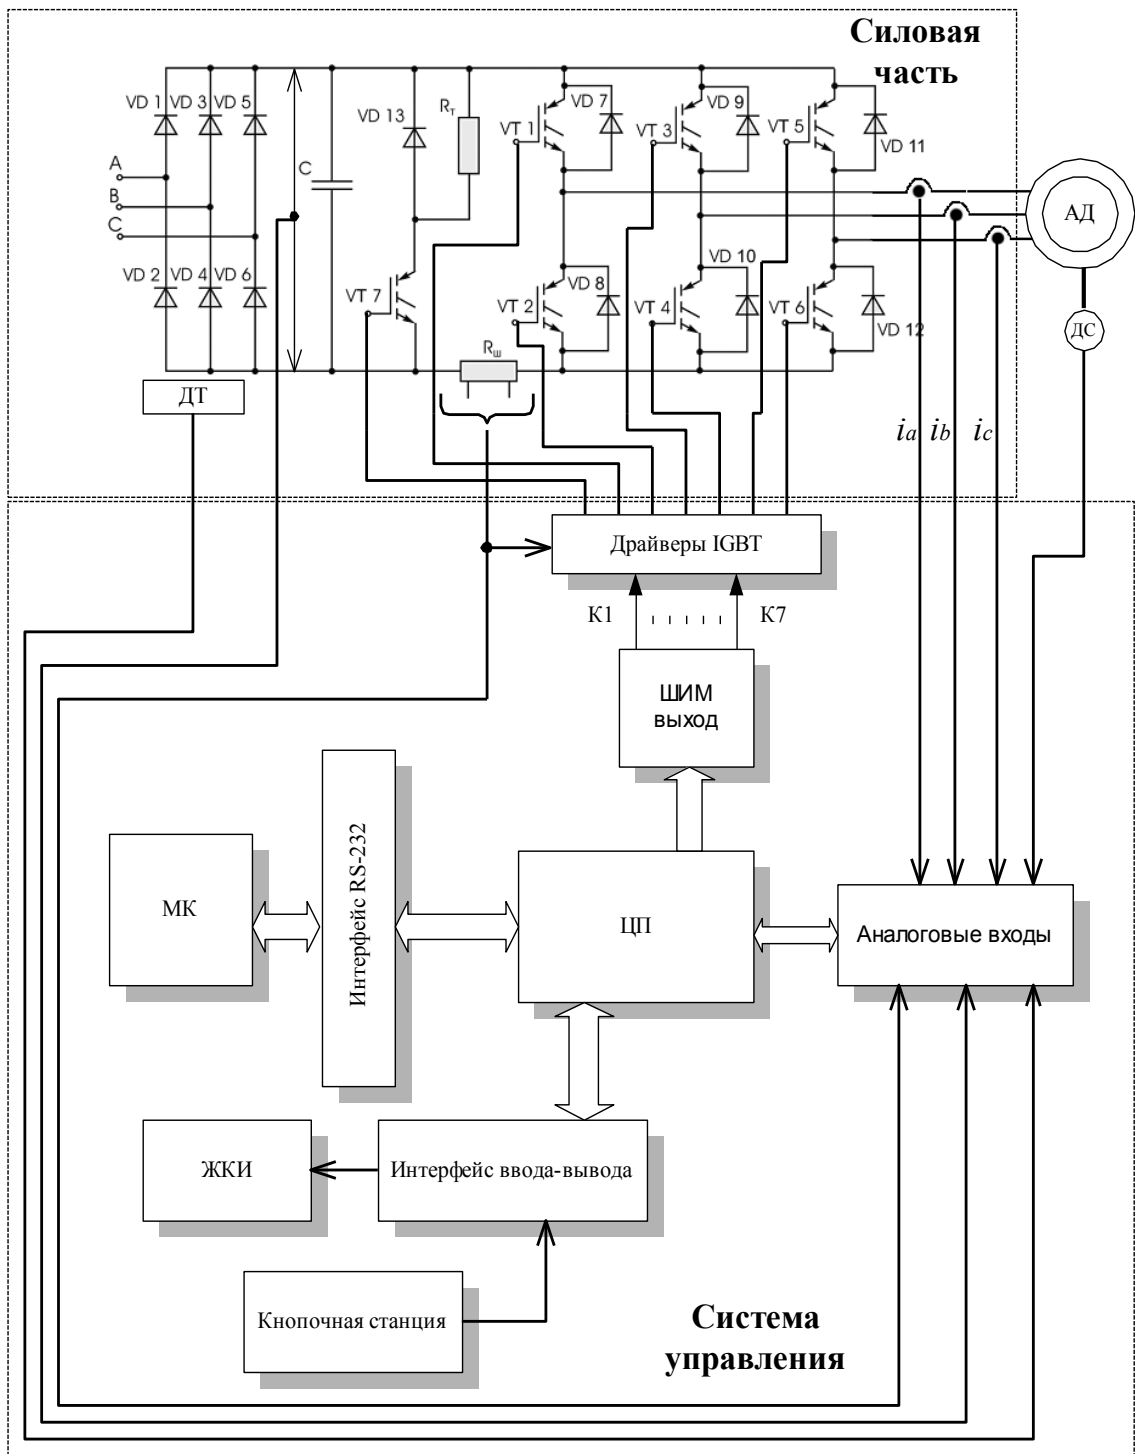 Силовая
часть
VD 1
VD 3
VD 5
VD 13
Rт
VT 1
VD 7
VT 3
VD 9
VT 5
VD 11
A
B
C
C
АД
VD 2
VD 4
VD 6
VT 7
VT 2
VD 8
VT 4
VD 10
VT 6
VD 12
ДС
Rш
ДТ
ia
ib
ic
Драйверы IGBT
К1
К7
ШИМ
выход
МК
Интерфейс RS-232
ЦП
Аналоговые входы
ЖКИ
Интерфейс ввода-вывода
Кнопочная станция
Система
управления